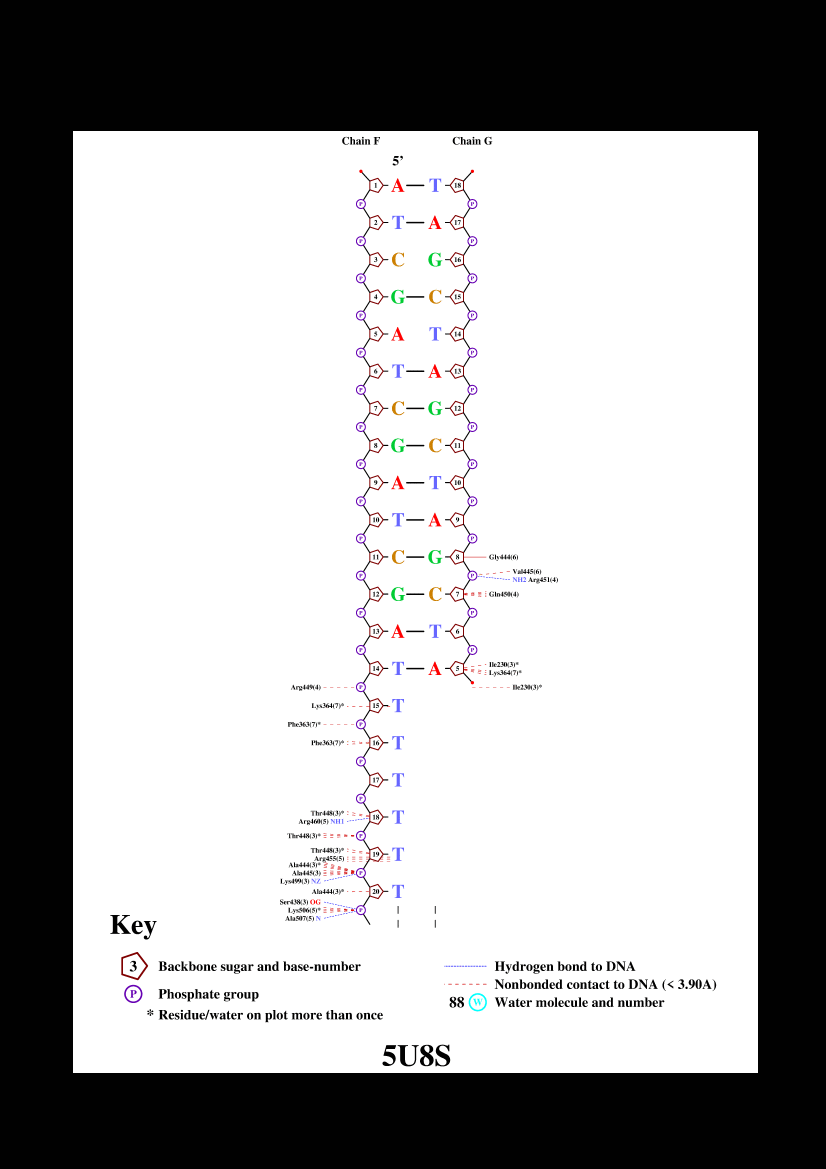 Chain F Chain G
5’
1 A T 18
P P
2 T A 17
P P
3 C G 16
P P
4 G C 15
P P
5 A T 14
P P
6 T A 13
P P
7 C G 12
P P
8 G C 11
P P
9 A T 10
P P
10 T A 9
P P
11 C G 8 Gly444(6)
P P Val445(6)
NH2 Arg451(4)
12 G C 7 Gln450(4)
P P
13 A T 6
P P
14 T A 5 Ile230(3)*
Lys364(7)*
Arg449(4) P Ile230(3)*
Lys364(7)* 15 T
Phe363(7)* P
Phe363(7)* 16 T
P
17 T
P
Thr448(3)* 18 T
Arg460(5) NH1
Thr448(3)* P
Thr448(3)* 19 T
Arg455(5)
Ala444(3)*
Ala445(3) P
Lys499(3) NZ
Ala444(3)* 20 T
Ser438(3) OG
Lys506(5)* P
Ala507(5) N
Key
3 Backbone sugar and base-number
P Phosphate group
* Residue/water on plot more than once
Hydrogen bond to DNA
Nonbonded contact to DNA (< 3.90A)
88 W Water molecule and number
5U8S